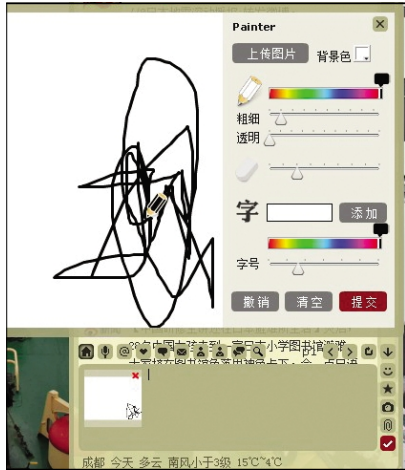 Painter
上传图片 背景色
粗细
透明
字 添加
字号
撤销 清空 提交
成都 今天 多云 南风小于3级 15℃~4℃